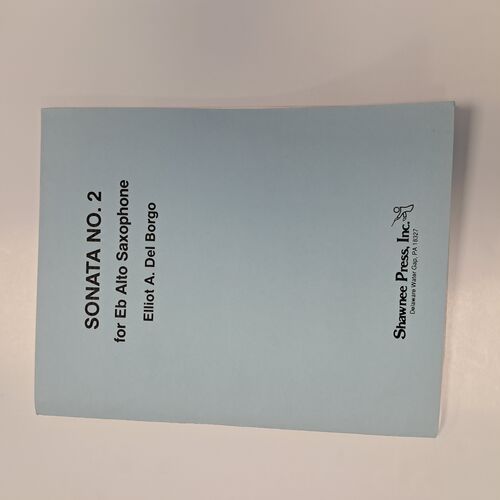 SONATA NO. 2
for Eb Alto Saxophone
Elliot A. Del Borgo
Shawnee Press, Inc.
Delaware Water Gap, PA 18327